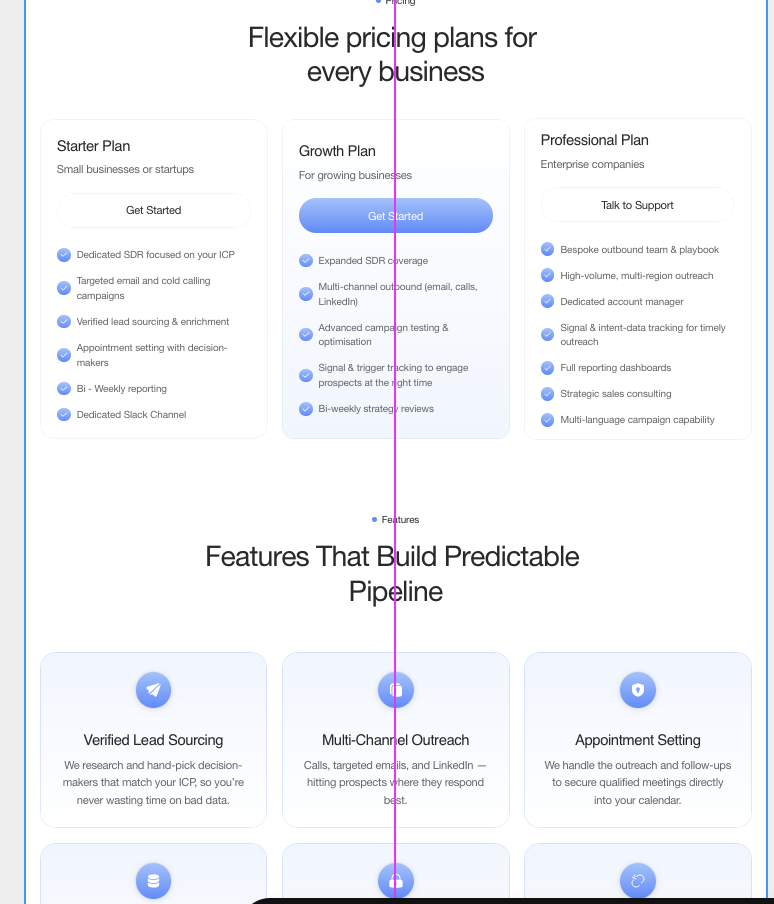 Pricing
Flexible pricing plans for
every business
Starter Plan
Small businesses or startups
Get Started
Dedicated SDR focused on your ICP
Targeted email and cold calling
campaigns
Verified lead sourcing & enrichment
Appointment setting with decision-
makers
Bi - Weekly reporting
Dedicated Slack Channel
Growth Plan
For growing businesses
Get Started
Expanded SDR coverage
Multi-channel outbound (email, calls,
LinkedIn)
Advanced campaign testing &
optimisation
Signal & trigger tracking to engage
prospects at the right time
Bi-weekly strategy reviews
Professional Plan
Enterprise companies
Talk to Support
Bespoke outbound team & playbook
High-volume, multi-region outreach
Dedicated account manager
Signal & intent-data tracking for timely
outreach
Full reporting dashboards
Strategic sales consulting
Multi-language campaign capability
Features
Features That Build Predictable
Pipeline
Verified Lead Sourcing
We research and hand-pick decision-
makers that match your ICP, so you're
never wasting time on bad data.
Multi-Channel Outreach
Calls, targeted emails, and LinkedIn —
hitting prospects where they respond
best.
Appointment Setting
We handle the outreach and follow-ups
to secure qualified meetings directly
into your calendar.